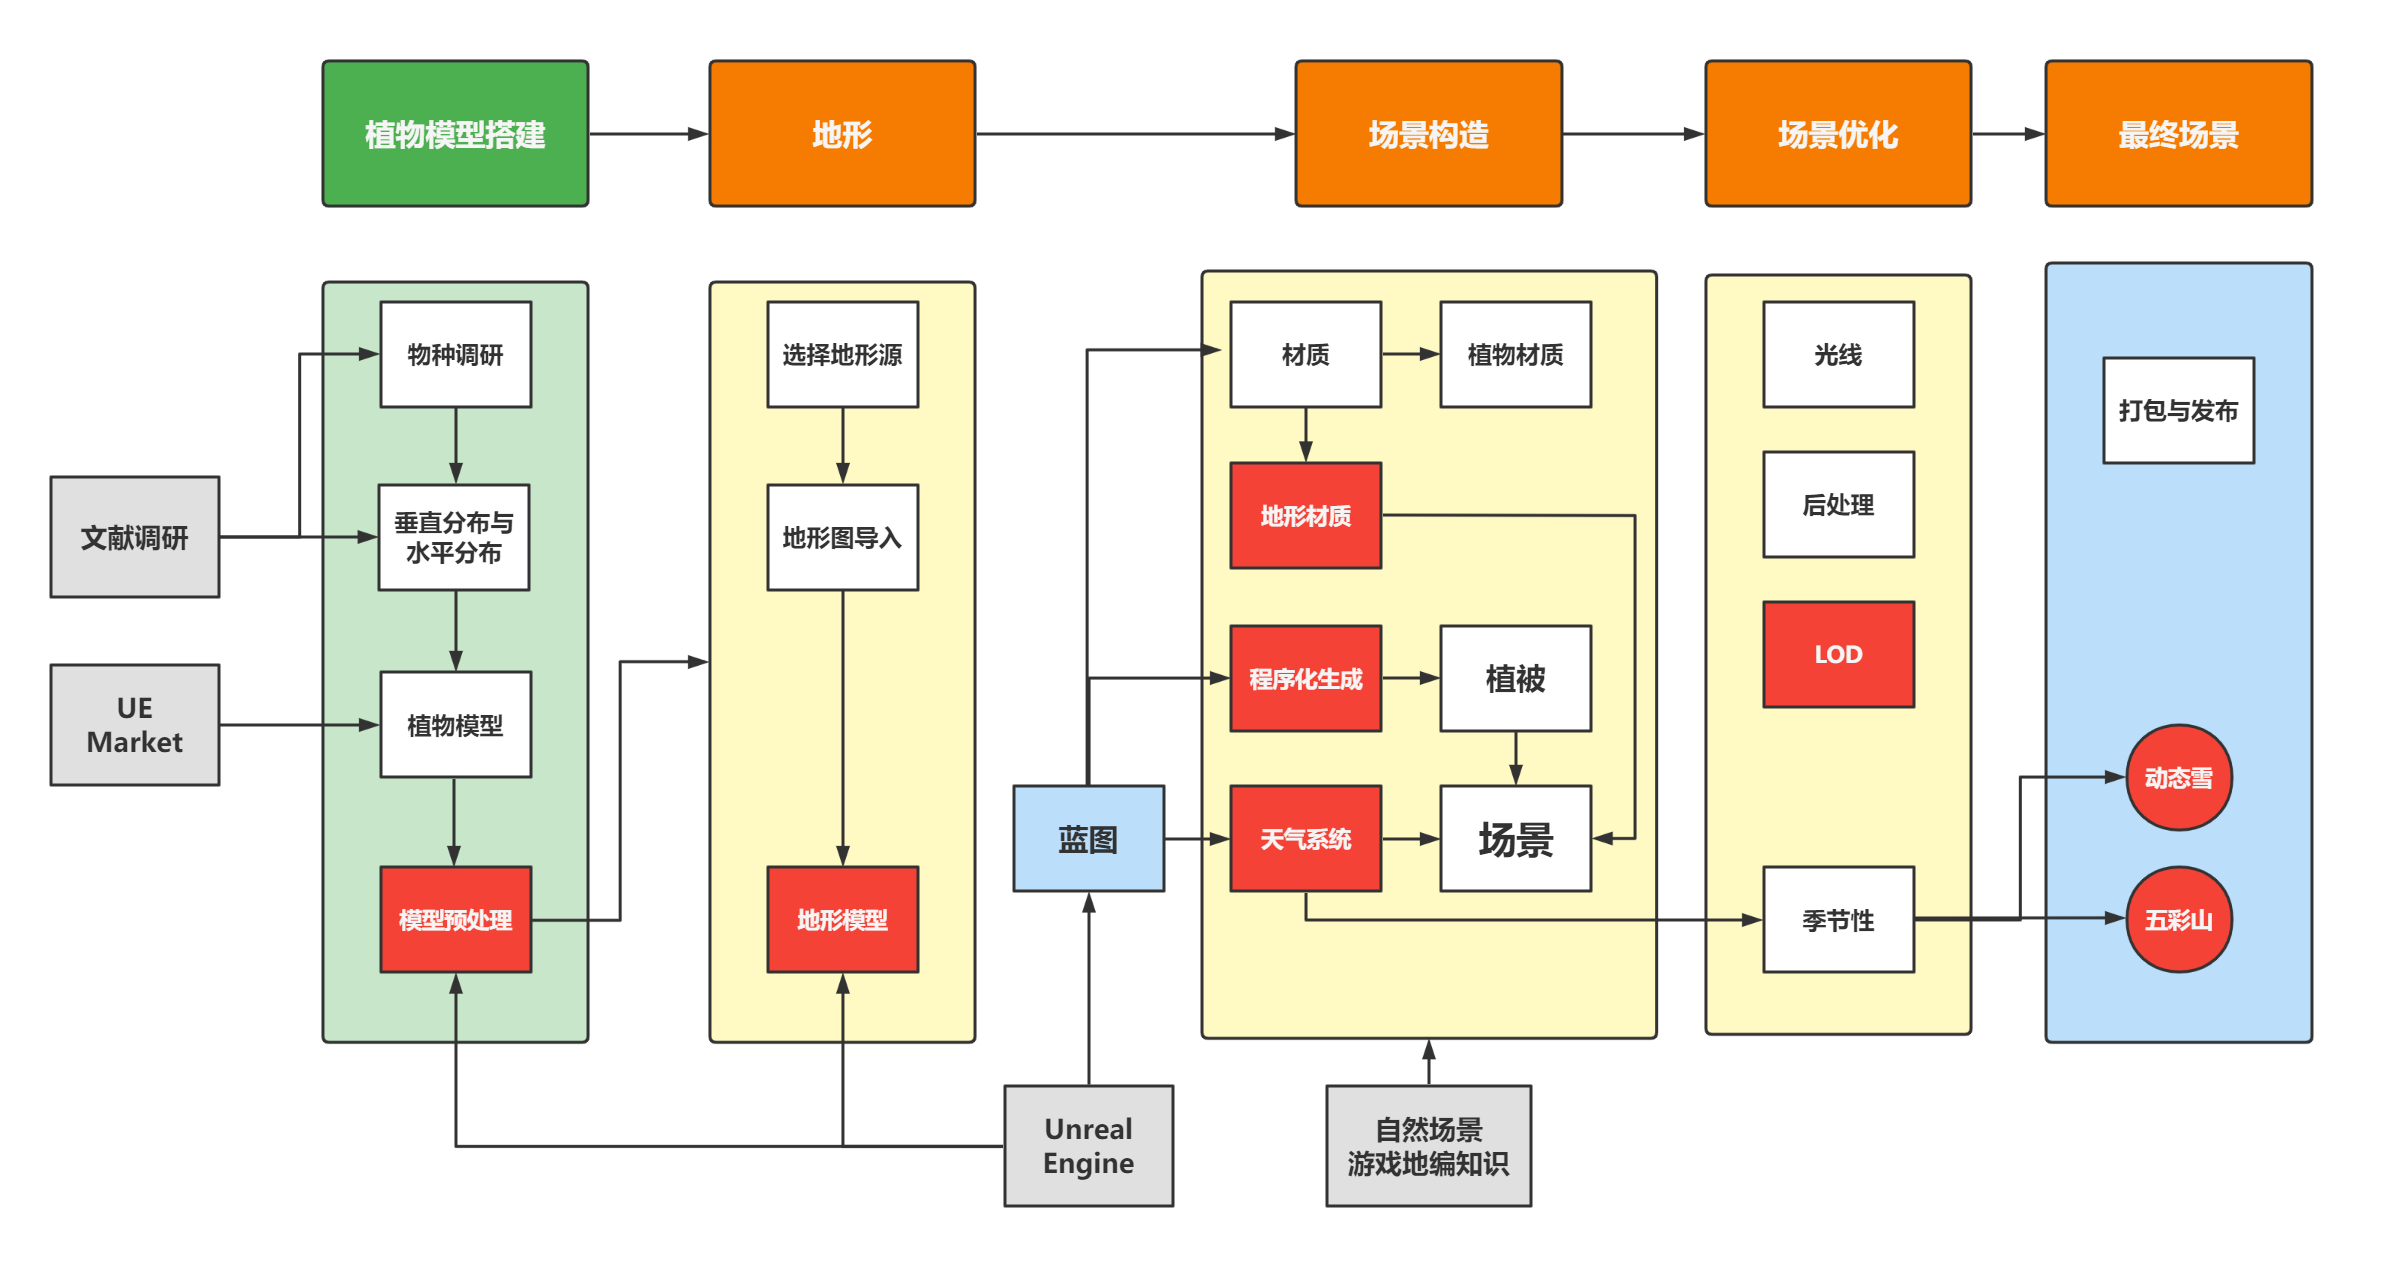 植物模型搭建
地形
场景构造
场景优化
最终场景
文献调研
UE
Market
物种调研
垂直分布与
水平分布
植物模型
模型预处理
选择地形源
地形图导入
地形模型
蓝图
Unreal
Engine
材质
植物材质
地形材质
程序化生成
植被
天气系统
场景
自然场景
游戏地编知识
光线
后处理
LOD
季节性
打包与发布
动态雪
五彩山